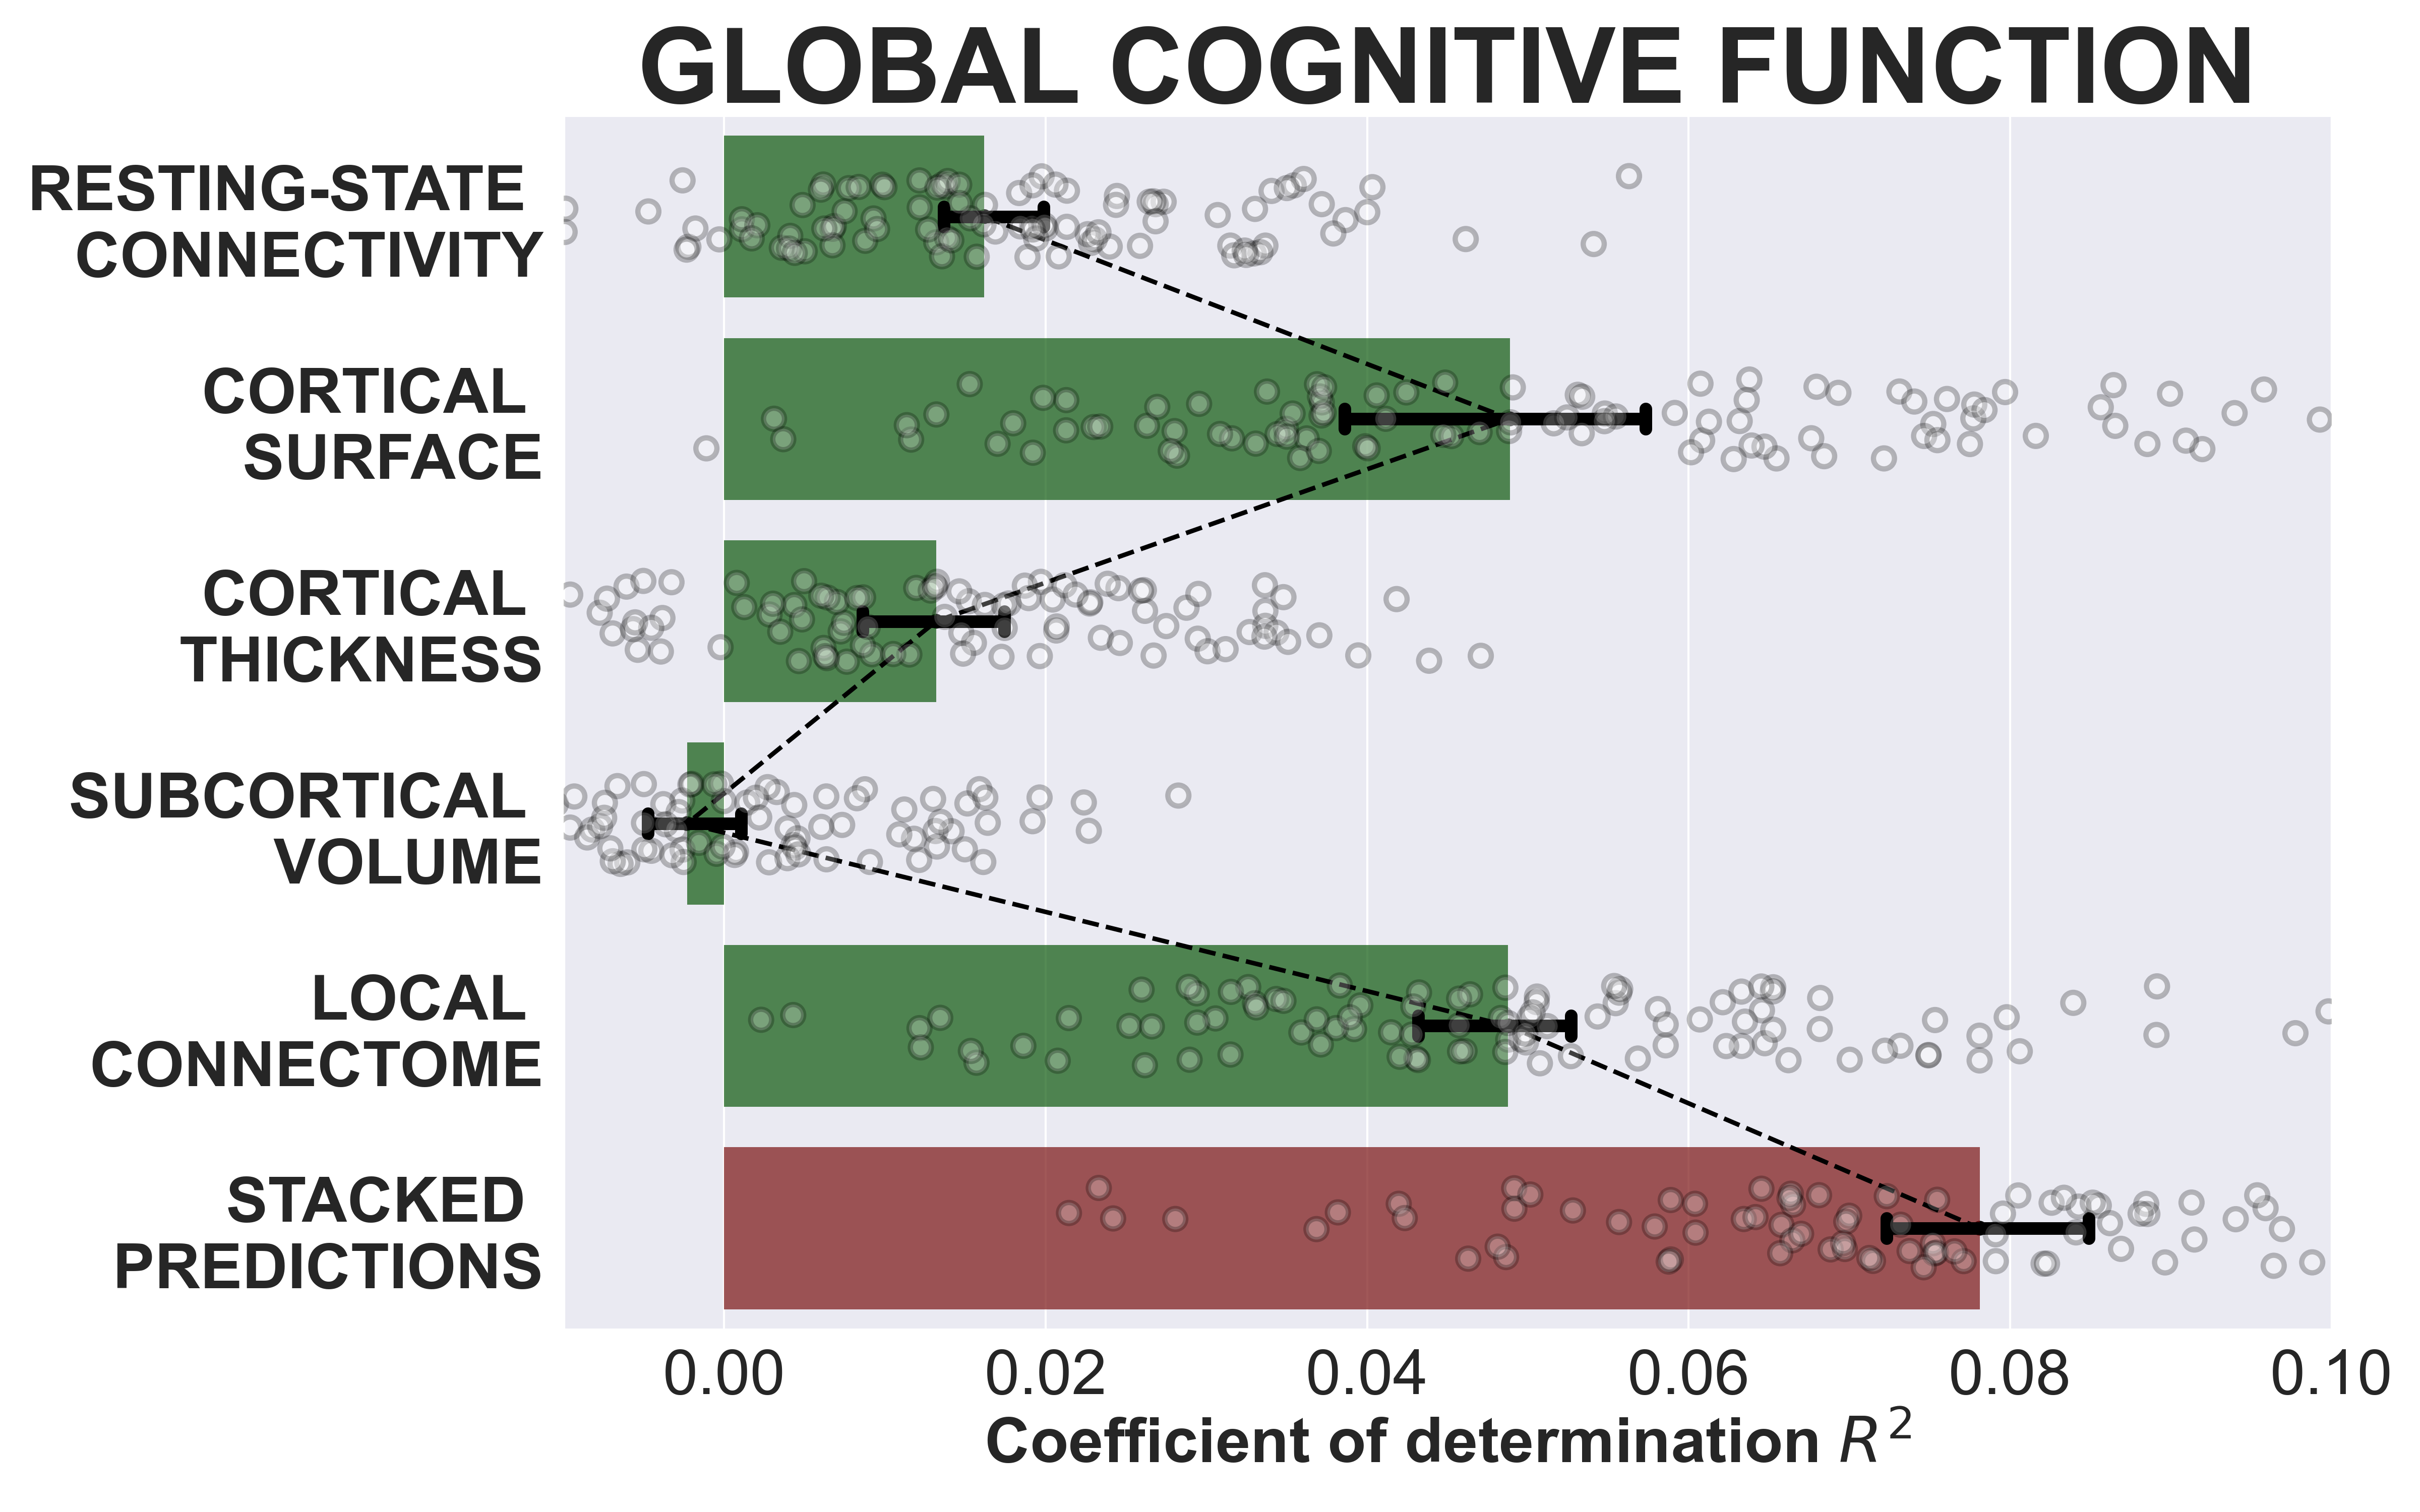 GLOBAL COGNITIVE FUNCTION
RESTING-STATE
CONNECTIVITY
CORTICAL
SURFACE
CORTICAL
THICKNESS
SUBCORTICAL
VOLUME
LOCAL
CONNECTOME
STACKED
PREDICTIONS
0.00 0.02 0.04 0.06 0.08 0.10
Coefficient of determination R²